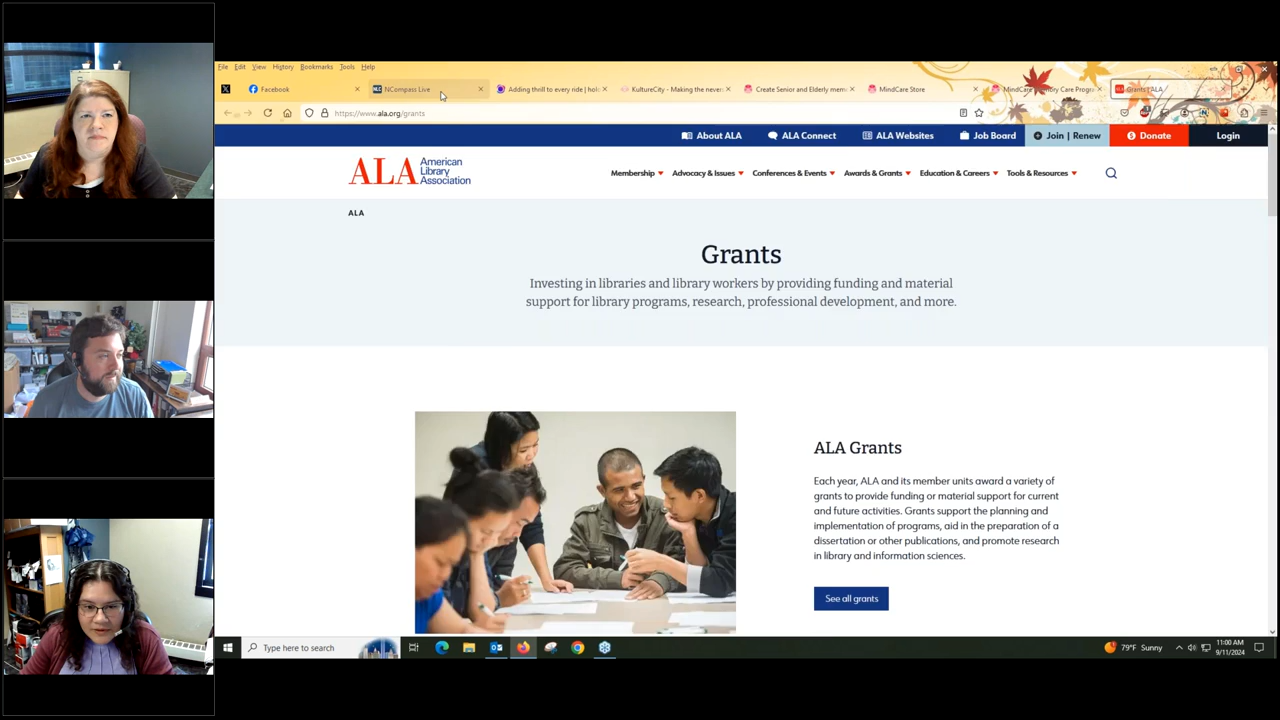 File Edit View History Bookmarks Tools Help
Facebook
NCompass Live
Adding thrill to every ride | holo
KultureCity - Making the never
Create Senior and Elderly mem
MindCare Store
Grants | ALA
https://www.ala.org/grants
About ALA
ALA Connect
ALA Websites
Job Board
Join | Renew
Donate
Login
ALA American
Library
Association
Membership
Advocacy & Issues
Conferences & Events
Awards & Grants
Education & Careers
Tools & Resources
ALA
Grants
Investing in libraries and library workers by providing funding and material
support for library programs, research, professional development, and more.
ALA Grants
Each year, ALA and its member units award a variety of
grants to provide funding or material support for current
and future activities. Grants support the planning and
implementation of programs, aid in the preparation of a
dissertation or other publications, and promote research
in library and information sciences.
See all grants
Type here to search
79°F Sunny
11:00 AM
9/11/2024